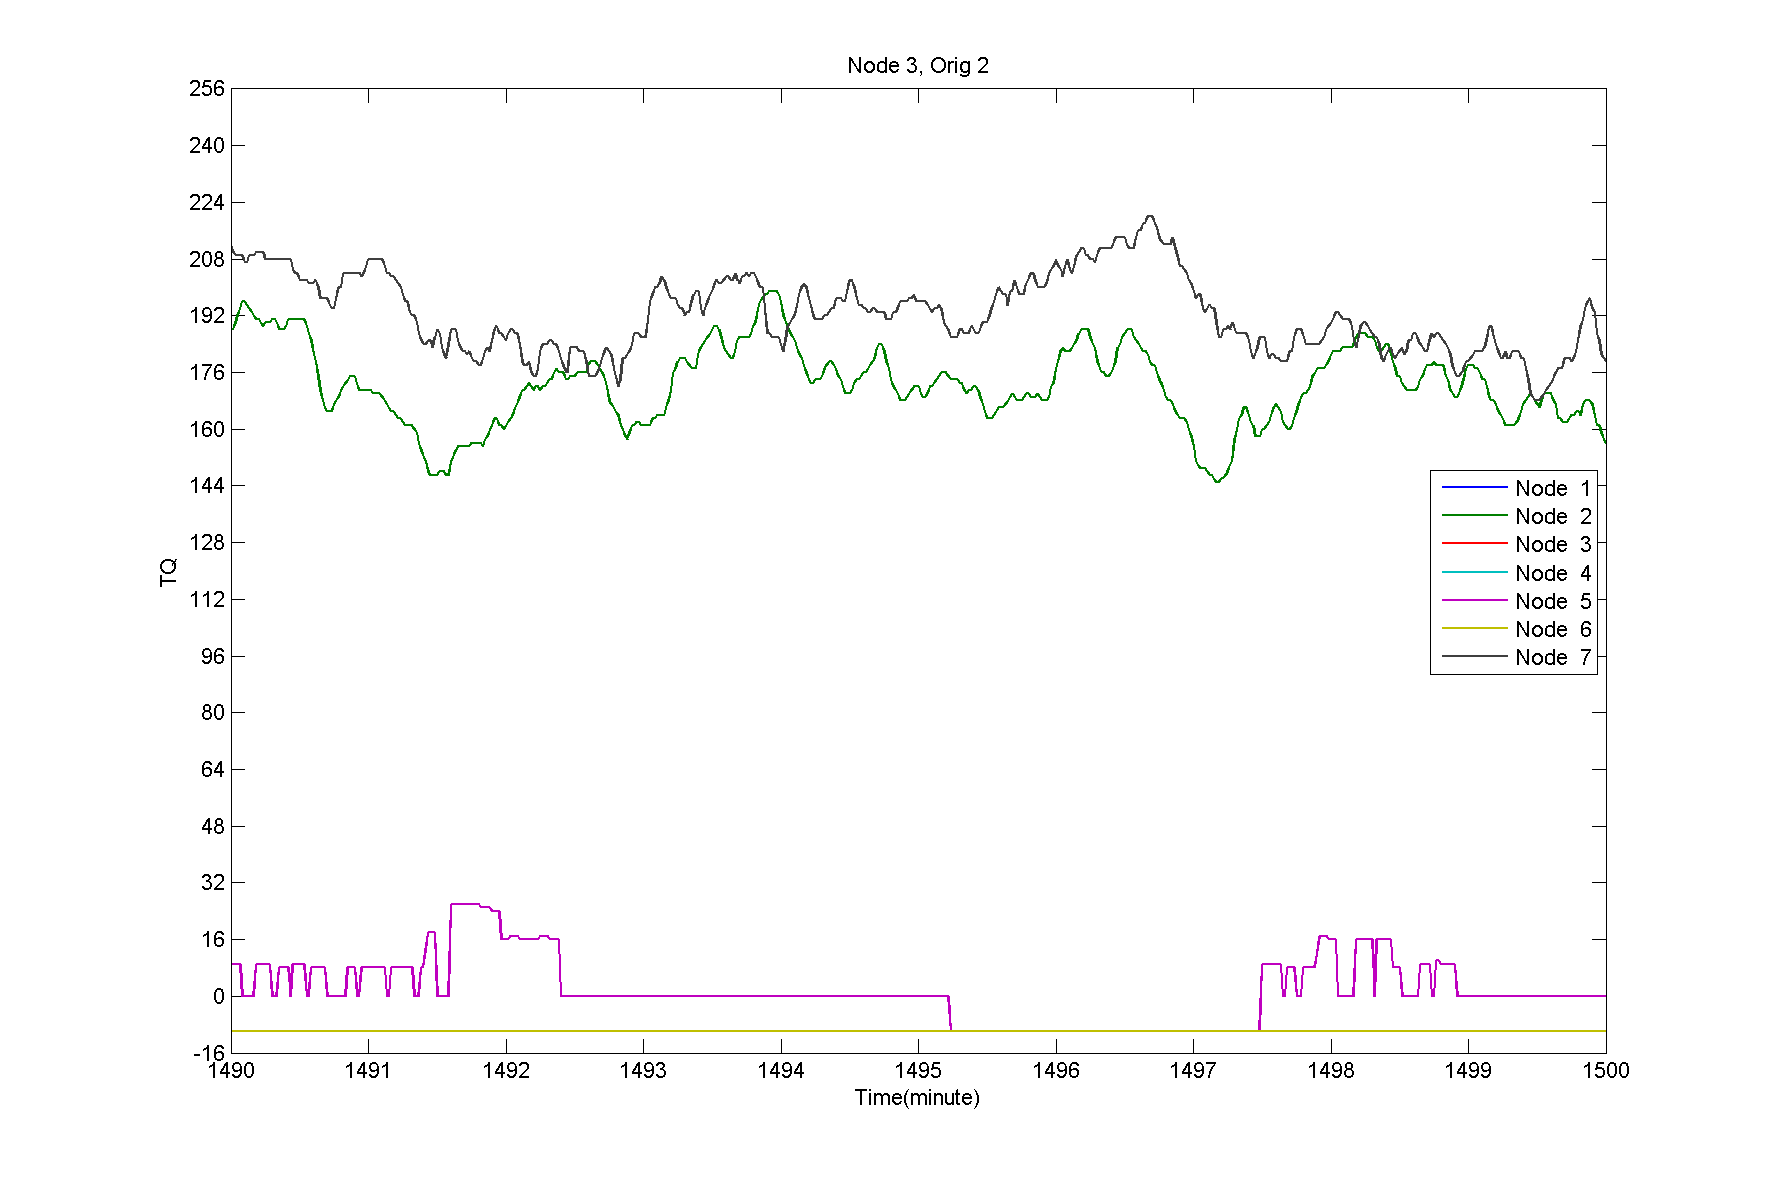 Node 3, Orig 2
256
240
224
208
192
176
160
144
128
112
96
80
64
48
32
16
0
-16
TQ
Node 1
Node 2
Node 3
Node 4
Node 5
Node 6
Node 7
1490 1491 1492 1493 1494 1495 1496 1497 1498 1499 1500
Time(minute)